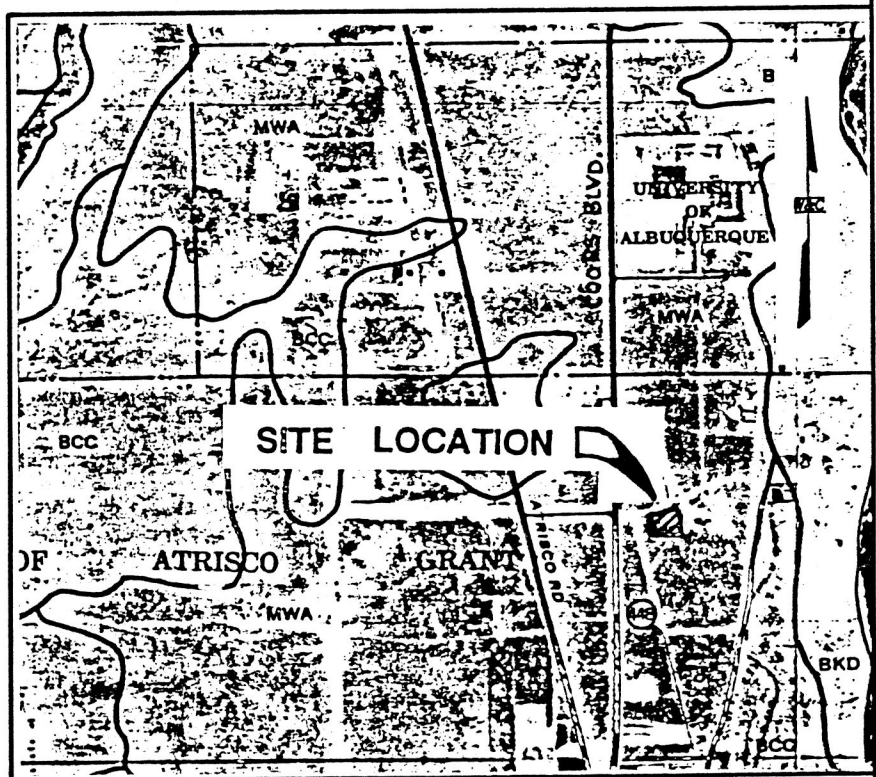 MWA
COORS BLVD.
UNIVERSITY
OF
ALBUQUERQUE
MWA
BCC
BCC
SITE LOCATION
OF ATRISCO GRANT
ATRISCO RD
MWA
BKD
BCC